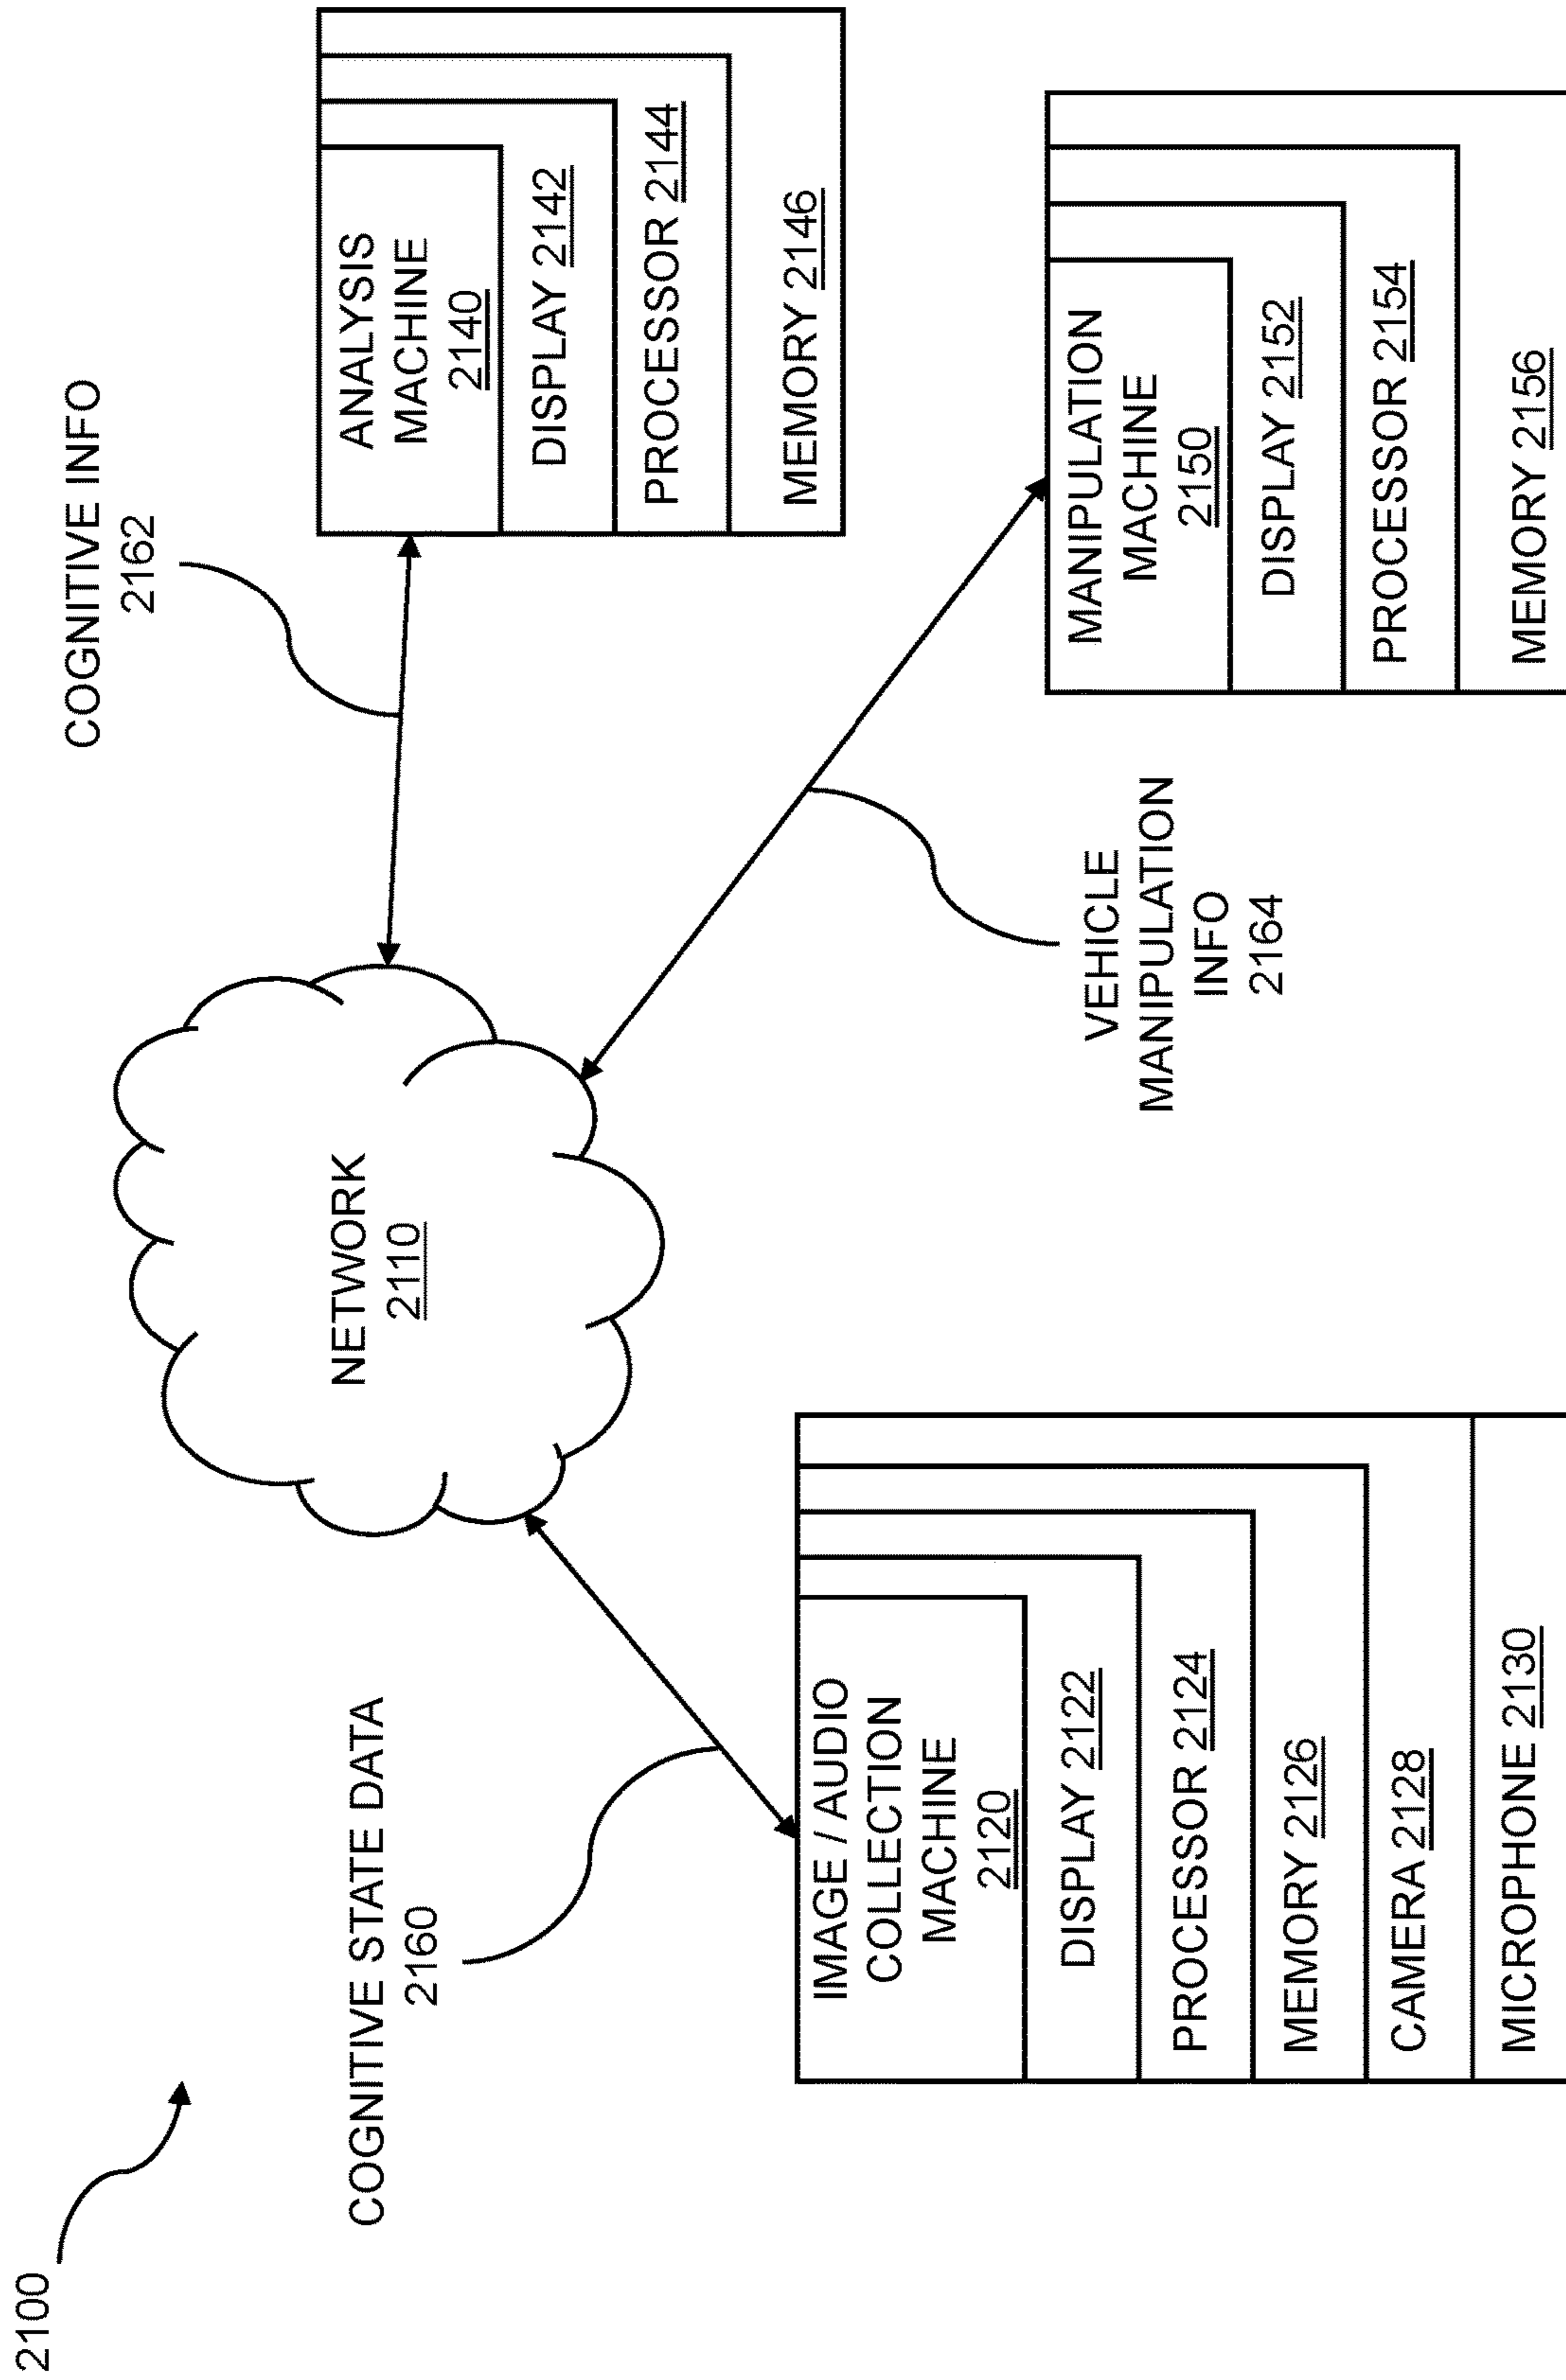 2100
COGNITIVE STATE DATA
2160
NETWORK
2110
COGNITIVE INFO
2162
VEHICLE
MANIPULATION
INFO
2164
IMAGE / AUDIO
COLLECTION
MACHINE
2120
DISPLAY 2122
PROCESSOR 2124
MEMORY 2126
CAMERA 2128
MICROPHONE 2130
ANALYSIS
MACHINE
2140
DISPLAY 2142
PROCESSOR 2144
MEMORY 2146
MANIPULATION
MACHINE
2150
DISPLAY 2152
PROCESSOR 2154
MEMORY 2156